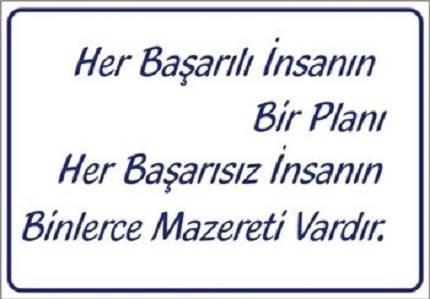 Her Başarılı İnsanın
Bir Planı
Her Başarısız İnsanın
Binlerce Mazereti Vardır.